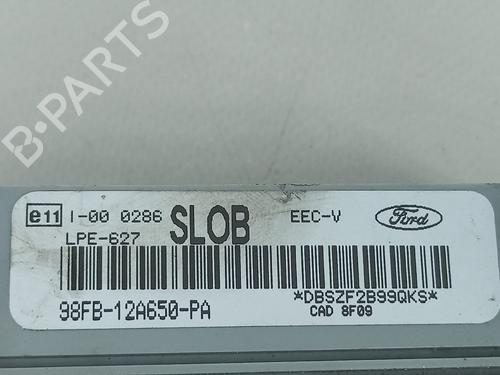 B-PARTS
e11 I-00 0286 SLOB EEC-V Ford
LPE-627
98FB-12A650-PA
*DBSZF2B99QKS*
CAD 8F09